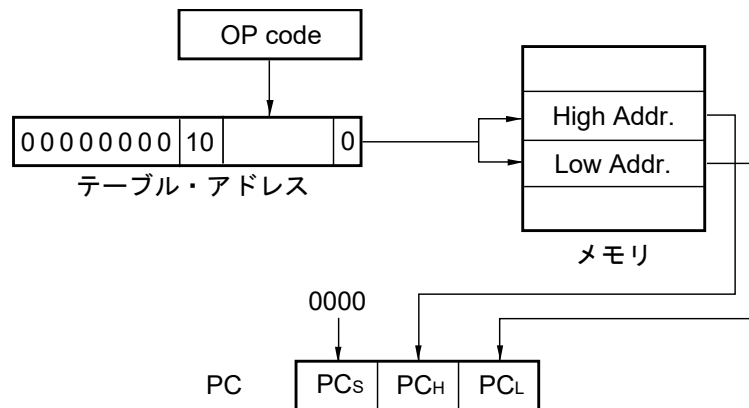 OP code
00000000 10 0
テーブル・アドレス
High Addr.
Low Addr.
メモリ
0000
PC PCS PCH PCL